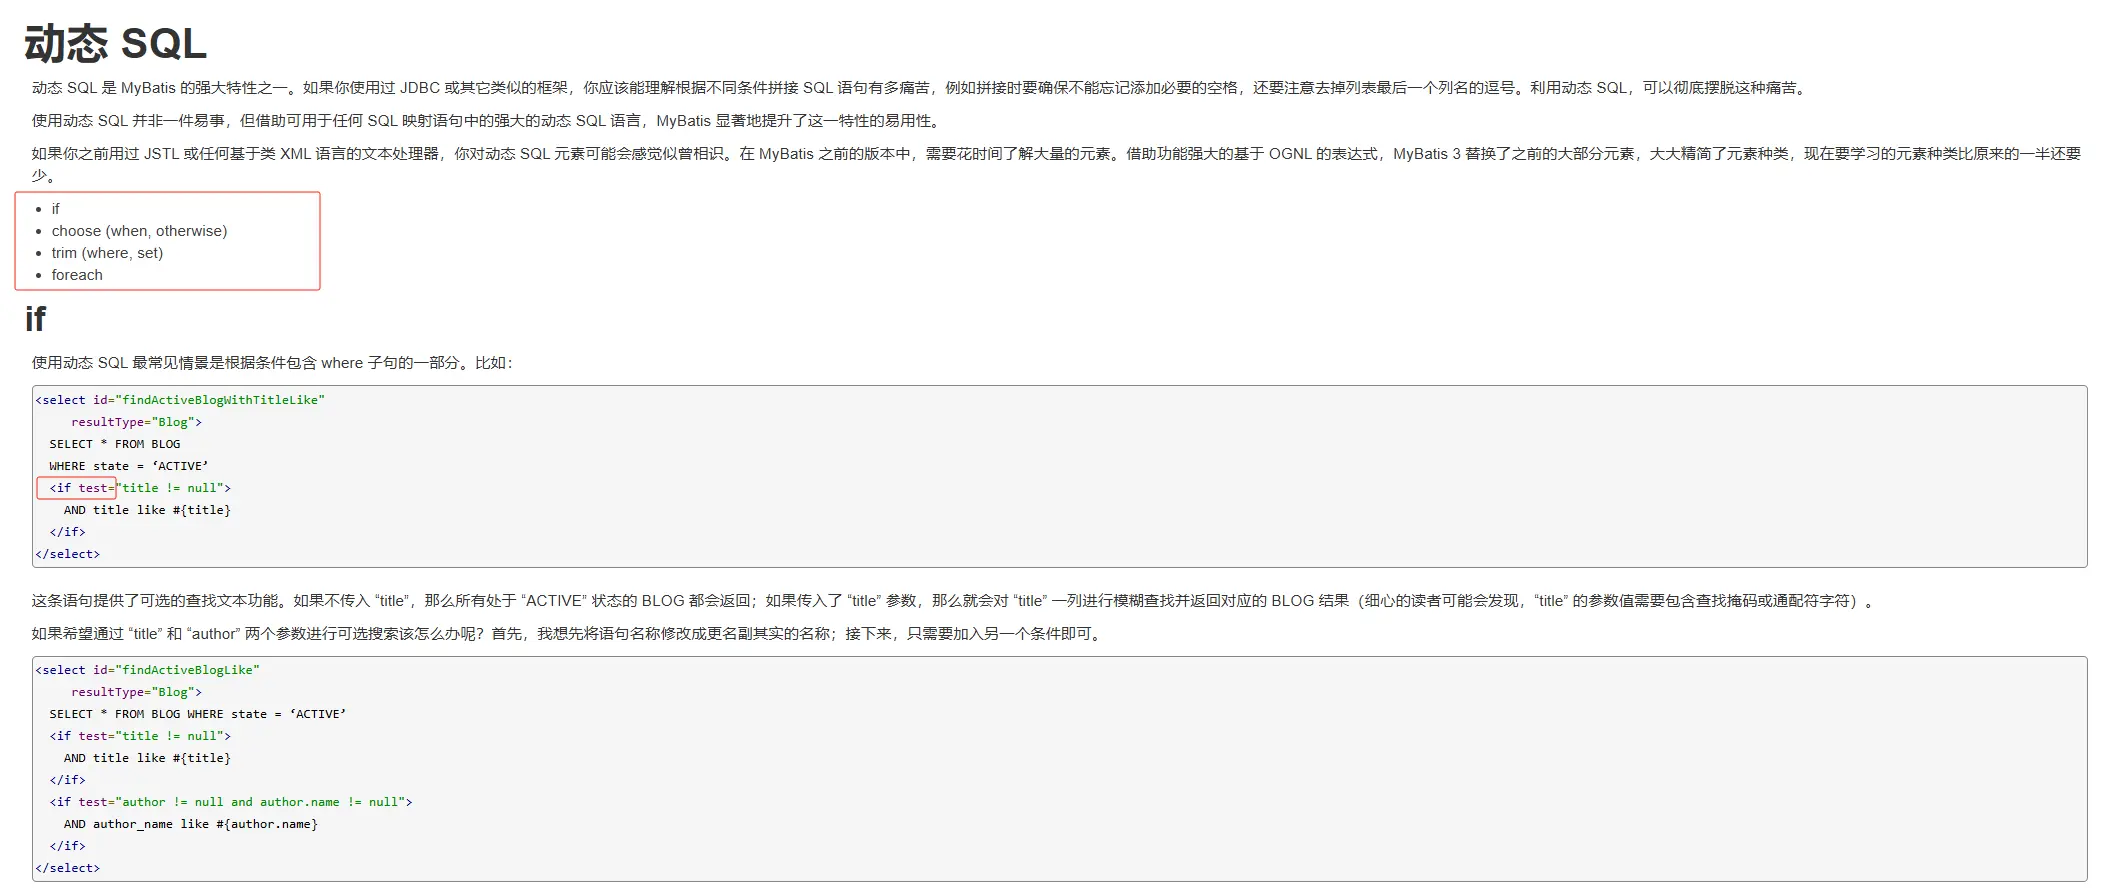 动态 SQL
动态 SQL 是 MyBatis 的强大特性之一。如果你使用过 JDBC 或其它类似的框架，你应该能理解根据不同条件拼接 SQL 语句有多痛苦，例如拼接时要确保不能忘记添加必要的空格，还要注意去掉列表最后一个列名的逗号。利用动态 SQL，可以彻底摆脱这种痛苦。
使用动态 SQL 并非一件易事，但借助可用于任何 SQL 映射语句中的强大的动态 SQL 语言，MyBatis 显著地提升了这一特性的易用性。
如果你之前用过 JSTL 或任何基于类 XML 语言的文本处理器，你对动态 SQL 元素可能会感觉似曾相识。在 MyBatis 之前的版本中，需要花时间了解大量的元素。借助功能强大的基于 OGNL 的表达式，MyBatis 3 替换了之前的大部分元素，大大精简了元素种类，现在要学习的元素种类比原来的一半还要
少。
• if
• choose (when, otherwise)
• trim (where, set)
• foreach
if
使用动态 SQL 最常见情景是根据条件包含 where 子句的一部分。比如：
<select id="findActiveBlogWithTitleLike"
     resultType="Blog">
  SELECT * FROM BLOG
  WHERE state = ‘ACTIVE’
  <if test="title != null">
    AND title like #{title}
  </if>
</select>
这条语句提供了可选的查找文本功能。如果不传入 “title”，那么所有处于 “ACTIVE” 状态的 BLOG 都会返回；如果传入了 “title” 参数，那么就会对 “title” 一列进行模糊查找并返回对应的 BLOG 结果（细心的读者可能会发现，“title” 的参数值需要包含查找掩码或通配符字符）。
如果希望通过 “title” 和 “author” 两个参数进行可选搜索该怎么办呢？首先，我想先将语句名称修改成更名副其实的名称；接下来，只需要加入另一个条件即可。
<select id="findActiveBlogLike"
     resultType="Blog">
  SELECT * FROM BLOG WHERE state = ‘ACTIVE’
  <if test="title != null">
    AND title like #{title}
  </if>
  <if test="author != null and author.name != null">
    AND author_name like #{author.name}
  </if>
</select>